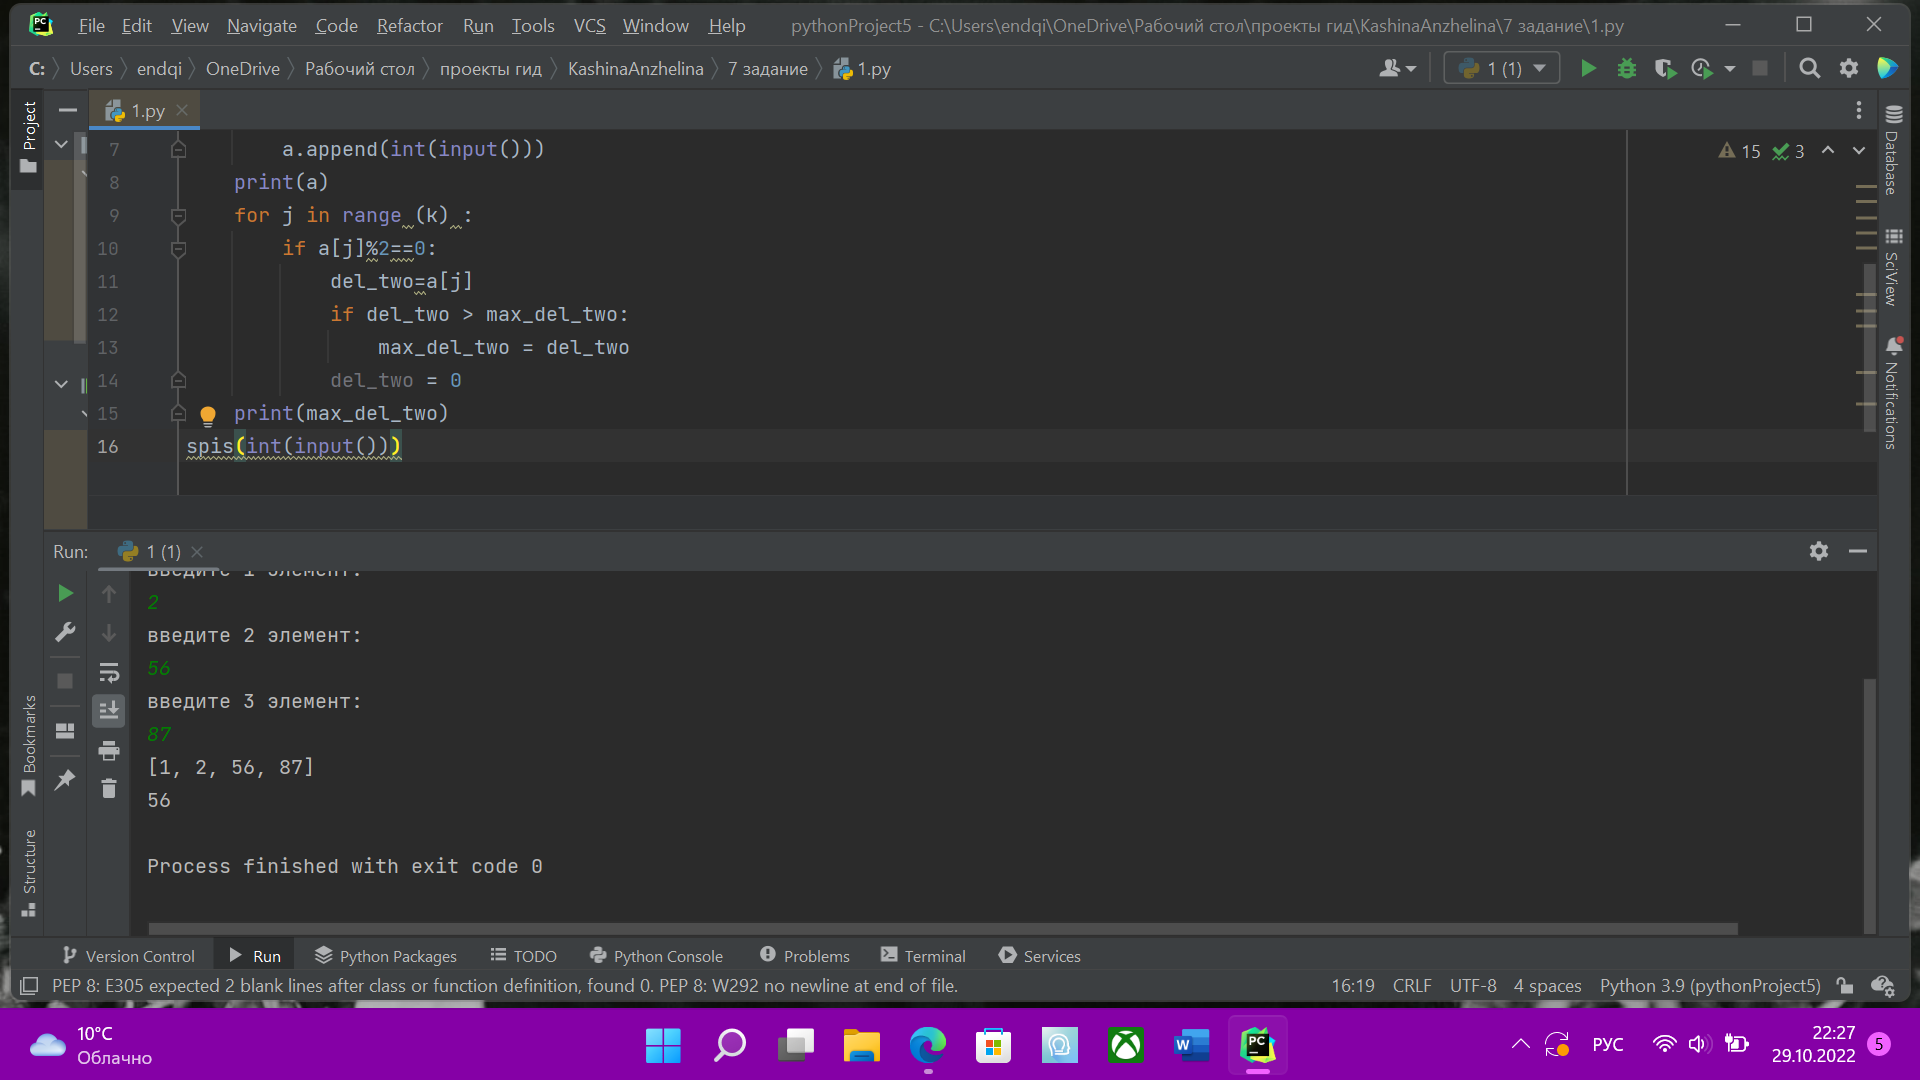 File Edit View Navigate Code Refactor Run Tools VCS Window Help pythonProject5 - C:\Users\endqi\OneDrive\Рабочий стол\проекты гид\KashinaAnzhelina\7 задание\1.py
C: Users endqi OneDrive Рабочий стол проекты гид KashinaAnzhelina 7 задание 1.py 1 (1)
Project
1.py
15 3
7 a.append(int(input()))
8 print(a)
9 for j in range (k) :
10 if a[j]%2==0:
11 del_two=a[j]
12 if del_two > max_del_two:
13 max_del_two = del_two
14 del_two = 0
15 print(max_del_two)
16 spis(int(input()))
Database
SciView
Notifications
Run: 1 (1)
введите 1 элемент:
2
введите 2 элемент:
56
введите 3 элемент:
87
[1, 2, 56, 87]
56
Process finished with exit code 0
Bookmarks
Structure
Version Control Run Python Packages TODO Python Console Problems Terminal Services
PEP 8: E305 expected 2 blank lines after class or function definition, found 0. PEP 8: W292 no newline at end of file. 16:19 CRLF UTF-8 4 spaces Python 3.9 (pythonProject5)
10°C
Облачно
PC
W
PC
РУС
22:27
29.10.2022
5